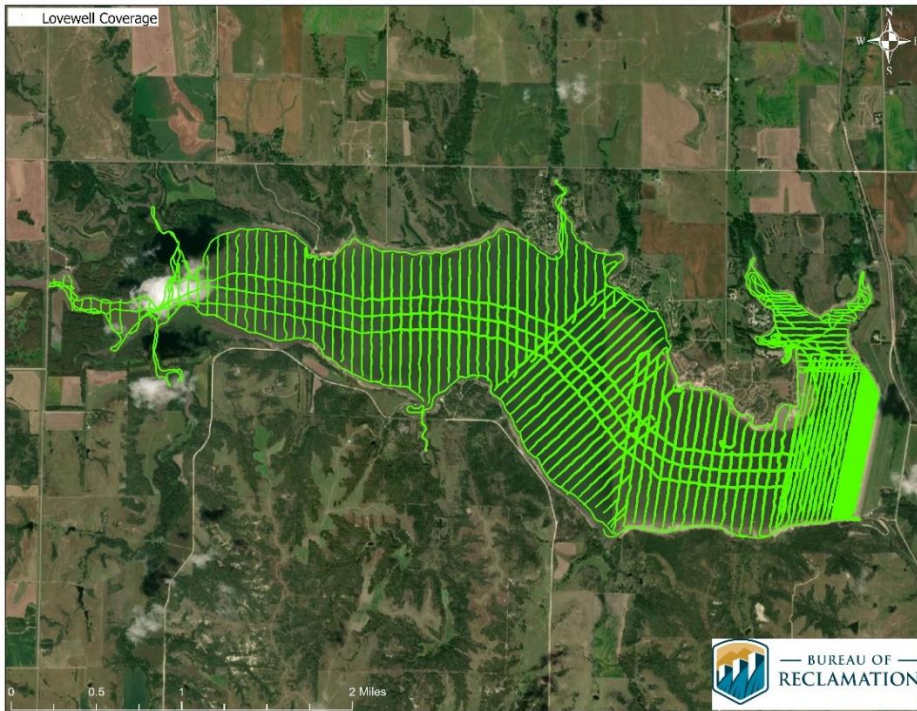 Lovewell Coverage
N
W E
S
0 0.5 1 2 Miles
BUREAU OF
RECLAMATION